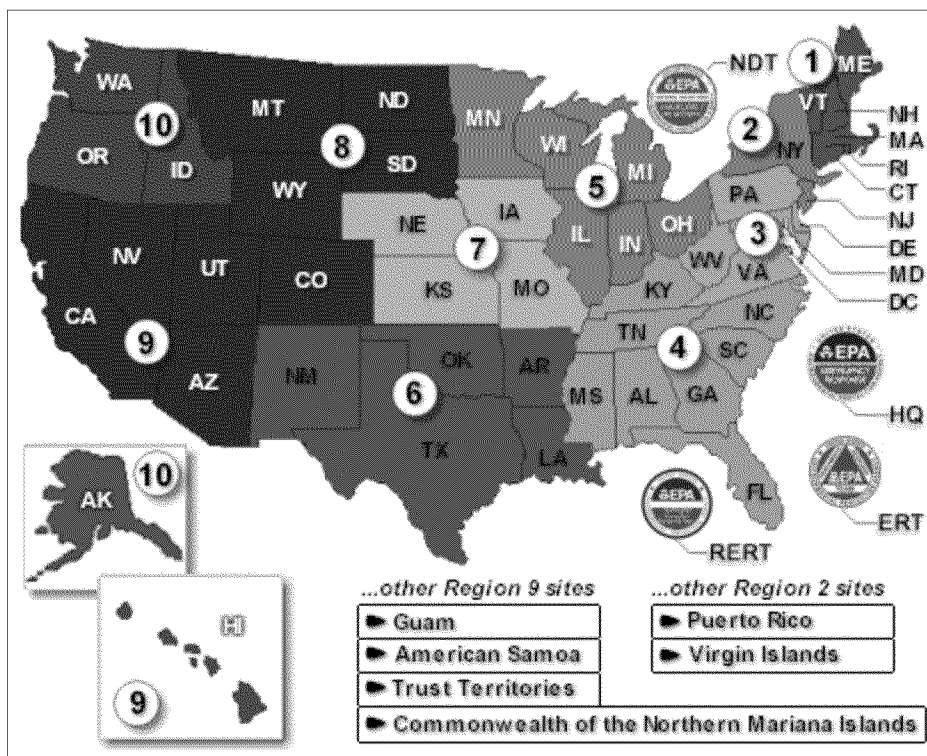 NDT
1
ME
WA
EPA
VT
MT
ND
MN
NH
10
2
MA
OR
ID
8
SD
WI
MI
NY
RI
CT
WY
5
PA
NJ
NE
IA
IL
IN
OH
3
DE
NV
UT
CO
7
WV
VA
MD
KS
MO
KY
DC
CA
9
NC
TN
4
SC
AZ
NM
OK
AR
EPA
6
MS
AL
GA
HQ
TX
LA
10
AK
EPA
FL
ERT
RERT
HI
9
...other Region 9 sites
Guam
American Samoa
Trust Territories
Commonwealth of the Northern Mariana Islands
...other Region 2 sites
Puerto Rico
Virgin Islands